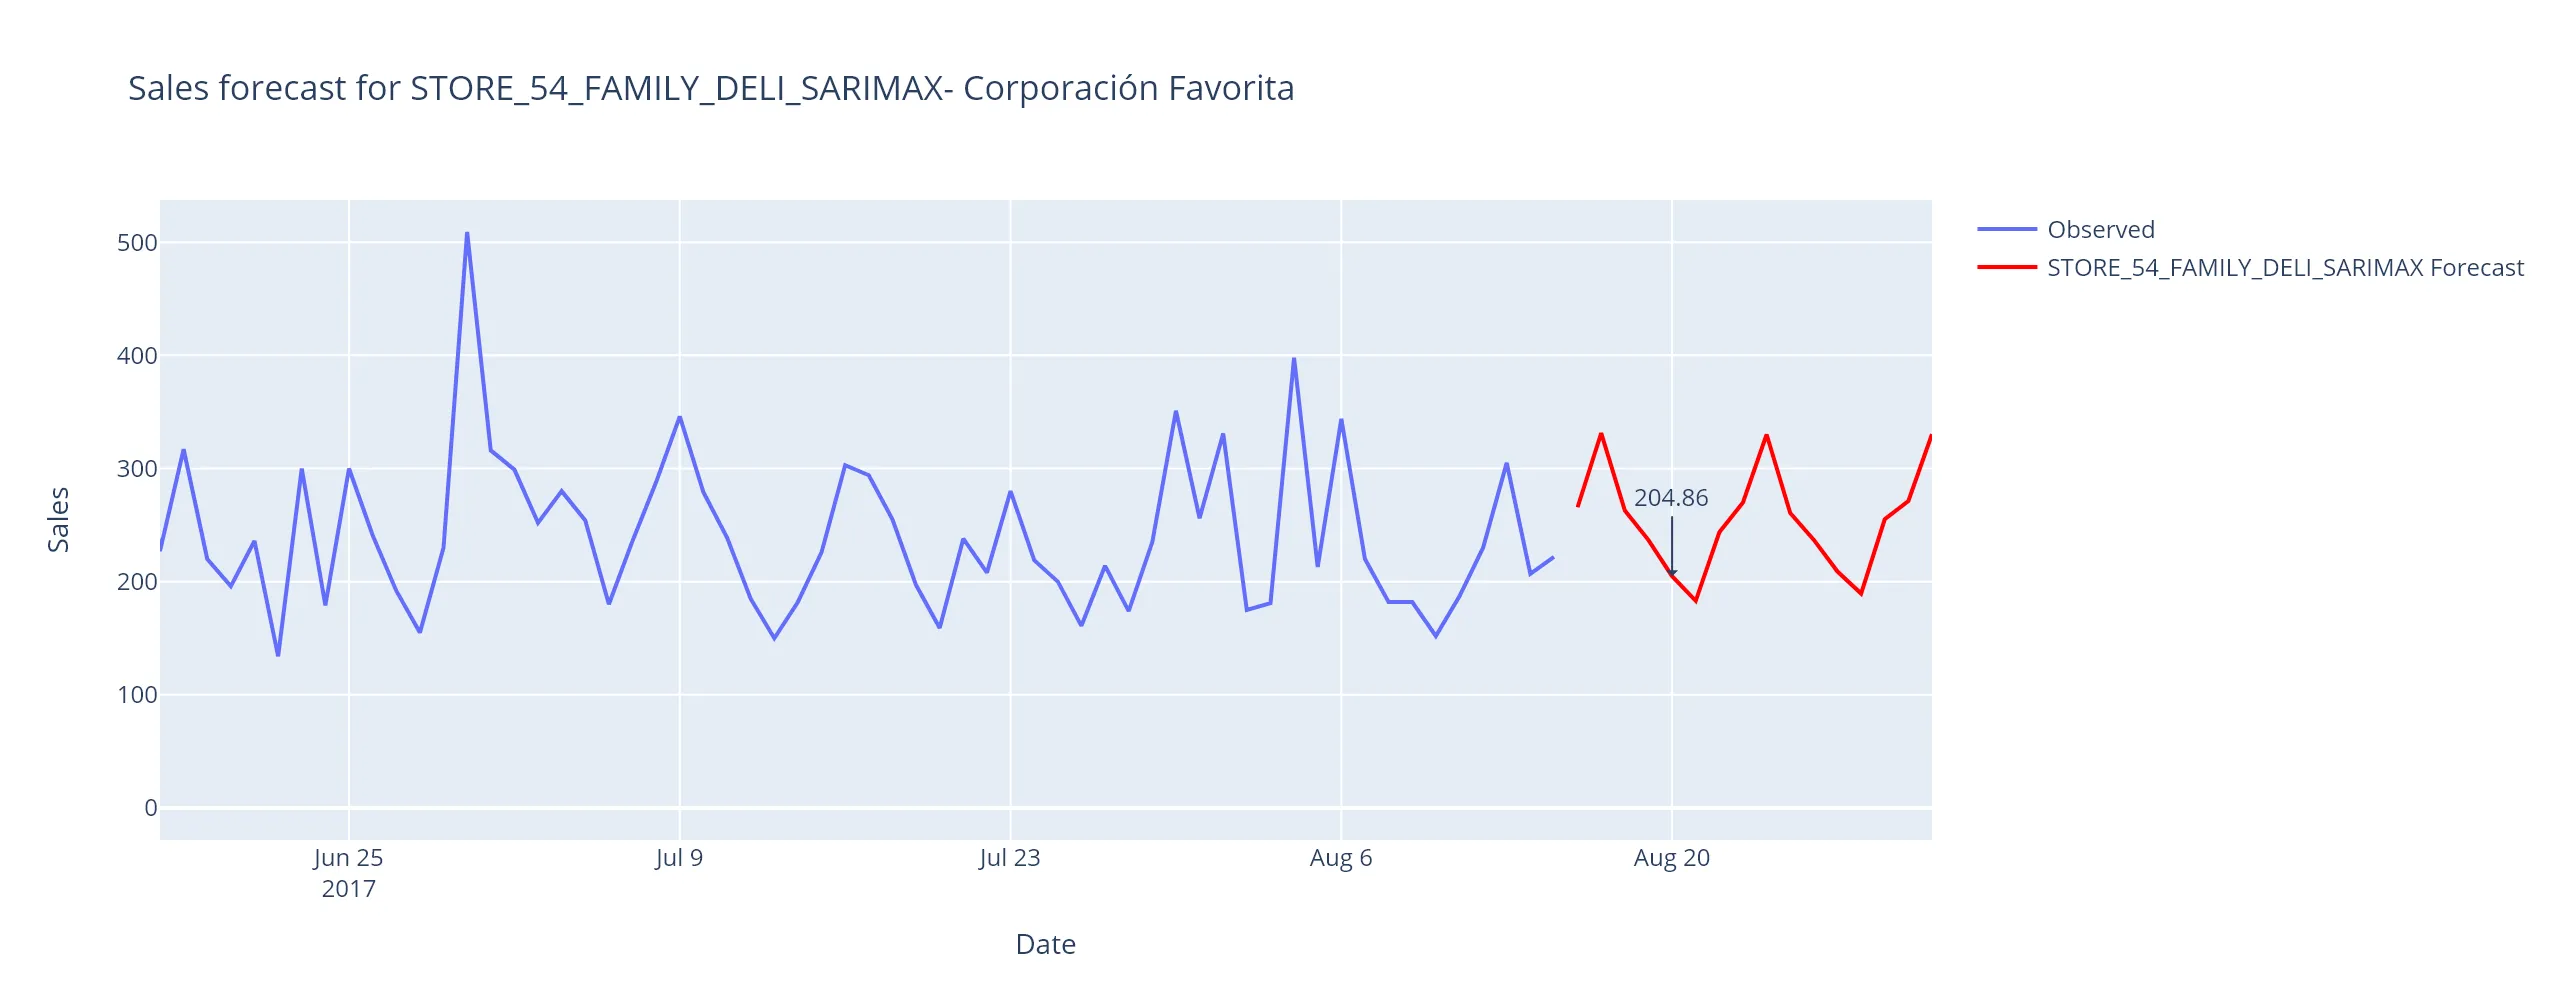 Sales forecast for STORE_54_FAMILY_DELI_SARIMAX- Corporación Favorita
Observed
STORE_54_FAMILY_DELI_SARIMAX Forecast
500
400
300
200
100
0
Sales
204.86
Jun 25
2017
Jul 9
Jul 23
Aug 6
Aug 20
Date